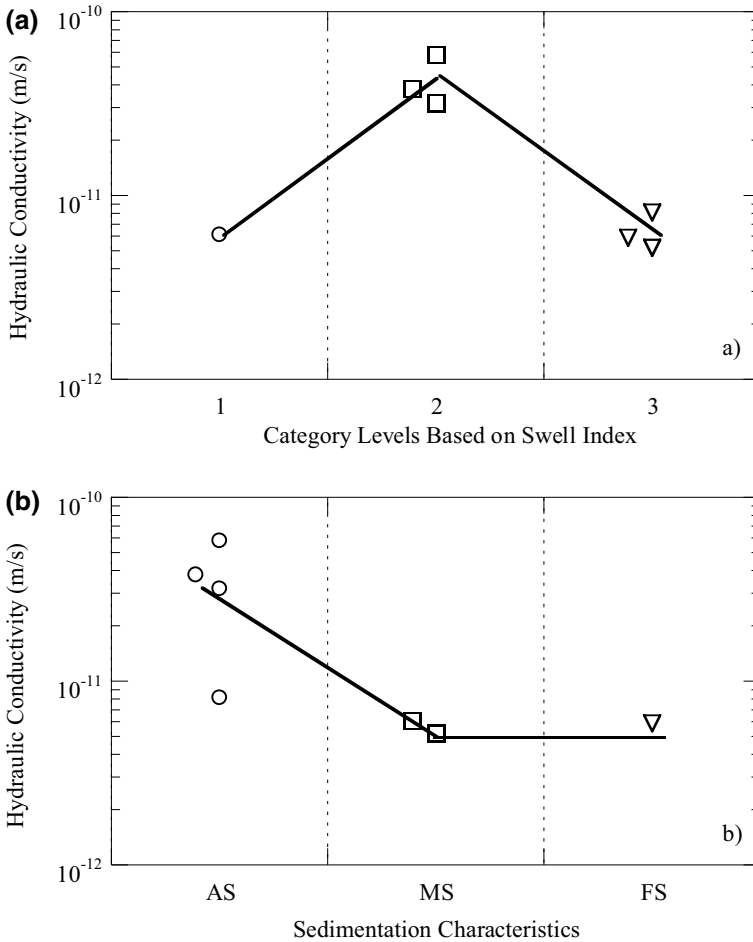 (a)
Hydraulic Conductivity (m/s)
10⁻¹⁰
10⁻¹¹
10⁻¹²
a)
1 2 3
Category Levels Based on Swell Index
(b)
Hydraulic Conductivity (m/s)
10⁻¹⁰
10⁻¹¹
10⁻¹²
b)
AS MS FS
Sedimentation Characteristics